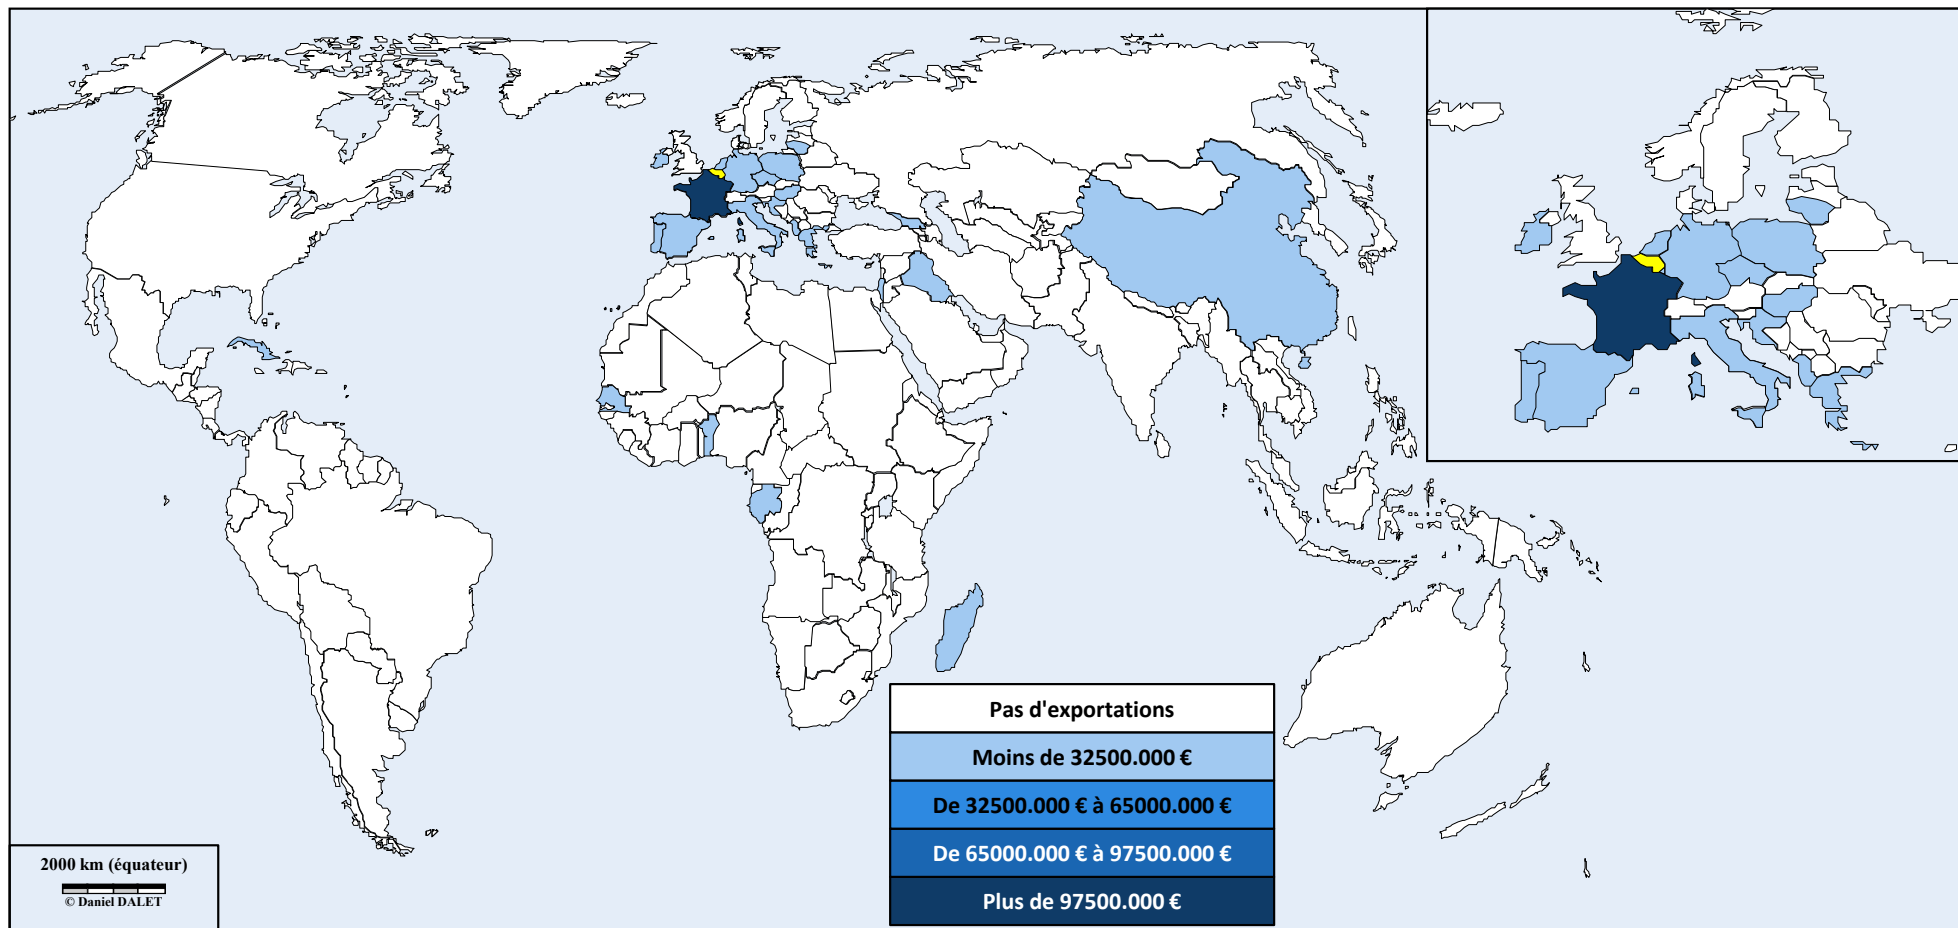 Pas d'exportations
Moins de 32500.000 €
De 32500.000 € à 65000.000 €
De 65000.000 € à 97500.000 €
Plus de 97500.000 €
2000 km (équateur)
© Daniel DALET